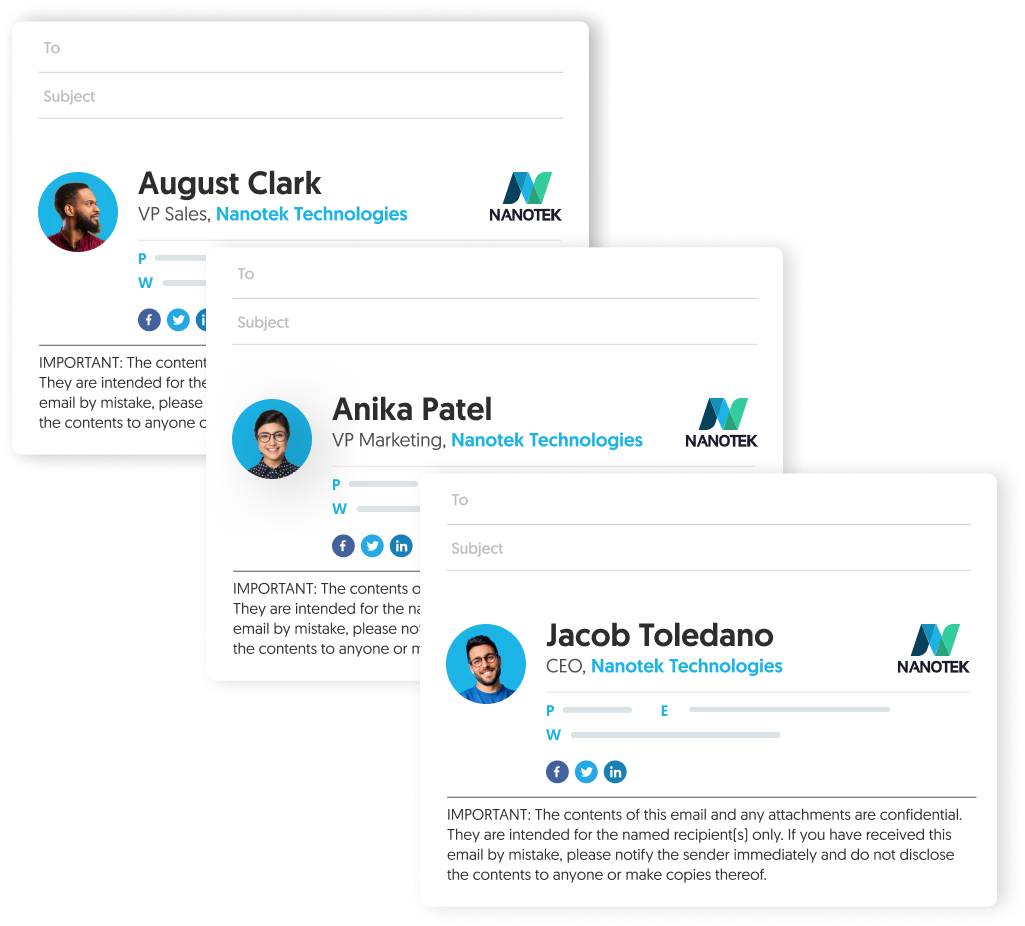 To
Subject
August Clark
VP Sales, Nanotek Technologies
NANOTEK
P
W
IMPORTANT: The content
They are intended for the
email by mistake, please
the contents to anyone
To
Subject
Anika Patel
VP Marketing, Nanotek Technologies
NANOTEK
P
W
in
IMPORTANT: The contents
They are intended for the
email by mistake, please
the contents to anyone or
To
Subject
Jacob Toledano
CEO, Nanotek Technologies
NANOTEK
P E
W
in
IMPORTANT: The contents of this email and any attachments are confidential.
They are intended for the named recipient(s) only. If you have received this
email by mistake, please notify the sender immediately and do not disclose
the contents to anyone or make copies thereof.